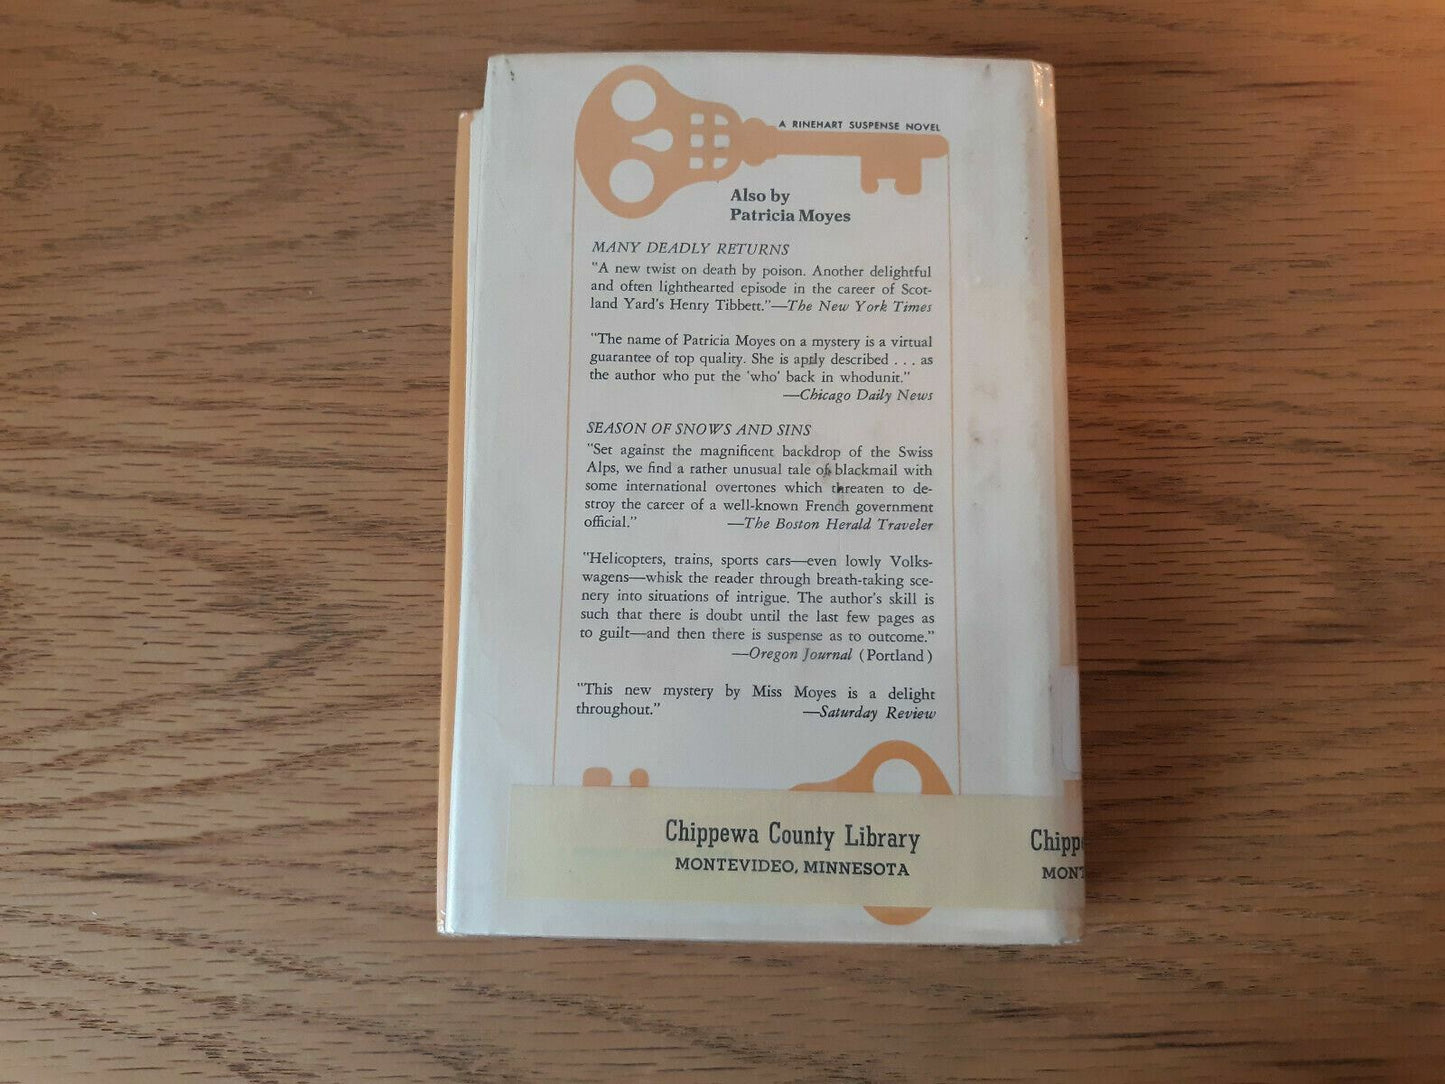 A RINEHART SUSPENSE NOVEL
Also by
Patricia Moyes
MANY DEADLY RETURNS
"A new twist on death by poison. Another delightful
and often lighthearted episode in the career of Scot-
land Yard's Henry Tibbett."—The New York Times
"The name of Patricia Moyes on a mystery is a virtual
guarantee of top quality. She is aptly described . . . as
the author who put the 'who' back in whodunit."
—Chicago Daily News
SEASON OF SNOWS AND SINS
"Set against the magnificent backdrop of the Swiss
Alps, we find a rather unusual tale of blackmail with
some international overtones which threaten to de-
stroy the career of a well-known French government
official." —The Boston Herald Traveler
"Helicopters, trains, sports cars—even lowly Volks-
wagens—whisk the reader through breath-taking sce-
nery into situations of intrigue. The author's skill is
such that there is doubt until the last few pages as
to guilt—and then there is suspense as to outcome."
—Oregon Journal (Portland)
"This new mystery by Miss Moyes is a delight
throughout." —Saturday Review
Chippewa County Library
MONTEVIDEO, MINNESOTA
Chippe
MONT